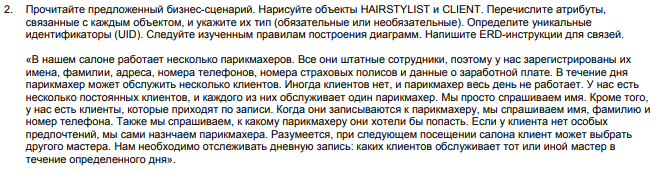 2. Прочитайте предложенный бизнес-сценарий. Нарисуйте объекты HAIRSTYLIST и CLIENT. Перечислите атрибуты,
связанные с каждым объектом, и укажите их тип (обязательные или необязательные). Определите уникальные
идентификаторы (UID). Следуйте изученным правилам построения диаграмм. Напишите ERD-инструкции для связей.
«В нашем салоне работает несколько парикмахеров. Все они штатные сотрудники, поэтому у нас зарегистрированы их
имена, фамилии, адреса, номера телефонов, номера страховых полисов и данные о заработной плате. В течение дня
парикмахер может обслужить несколько клиентов. Иногда клиентов нет, и парикмахер весь день не работает. У нас есть
несколько постоянных клиентов, и каждого из них обслуживает один парикмахер. Мы просто спрашиваем имя. Кроме того,
у нас есть клиенты, которые приходят по записи. Когда они записываются к парикмахеру, мы спрашиваем имя, фамилию и
номер телефона. Также мы спрашиваем, к какому парикмахеру они хотели бы попасть. Если у клиента нет особых
предпочтений, мы сами назнчаем парикмахера. Разумеется, при следующем посещении салона клиент может выбрать
другого мастера. Нам необходимо отслеживать дневную запись: каких клиентов обслуживает тот или иной мастер в
течение определенного дня».